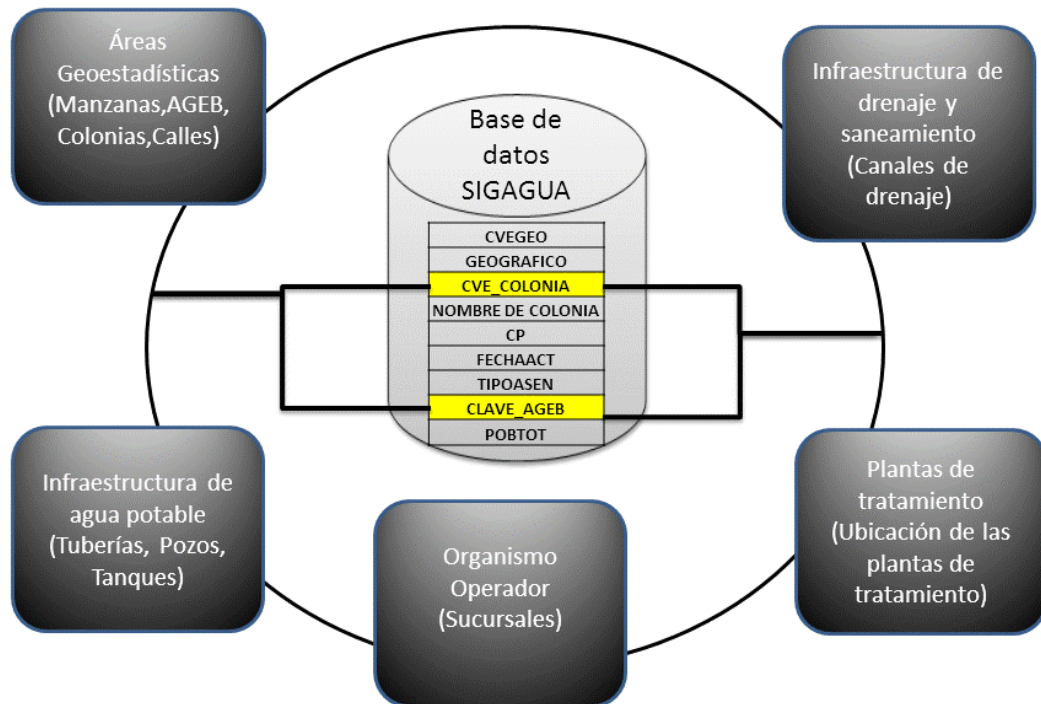 Áreas
Geoestadísticas
(Manzanas,AGEB,
Colonias,Calles)
Infraestructura de
drenaje y
saneamiento
(Canales de
drenaje)
Base de
datos
SIGAGUA
CVEGEO
GEOGRAFICO
CVE_COLONIA
NOMBRE DE COLONIA
CP
FECHAACT
TIPOASEN
CLAVE_AGEB
POBTOT
Infraestructura de
agua potable
(Tuberías, Pozos,
Tanques)
Organismo
Operador
(Sucursales)
Plantas de
tratamiento
(Ubicación de las
plantas de
tratamiento)